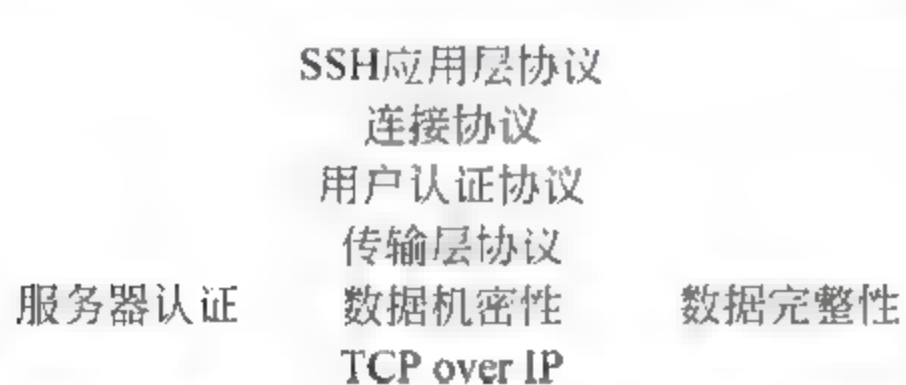 SSH应用层协议
连接协议
用户认证协议
传输层协议
服务器认证 数据机密性 数据完整性
TCP over IP